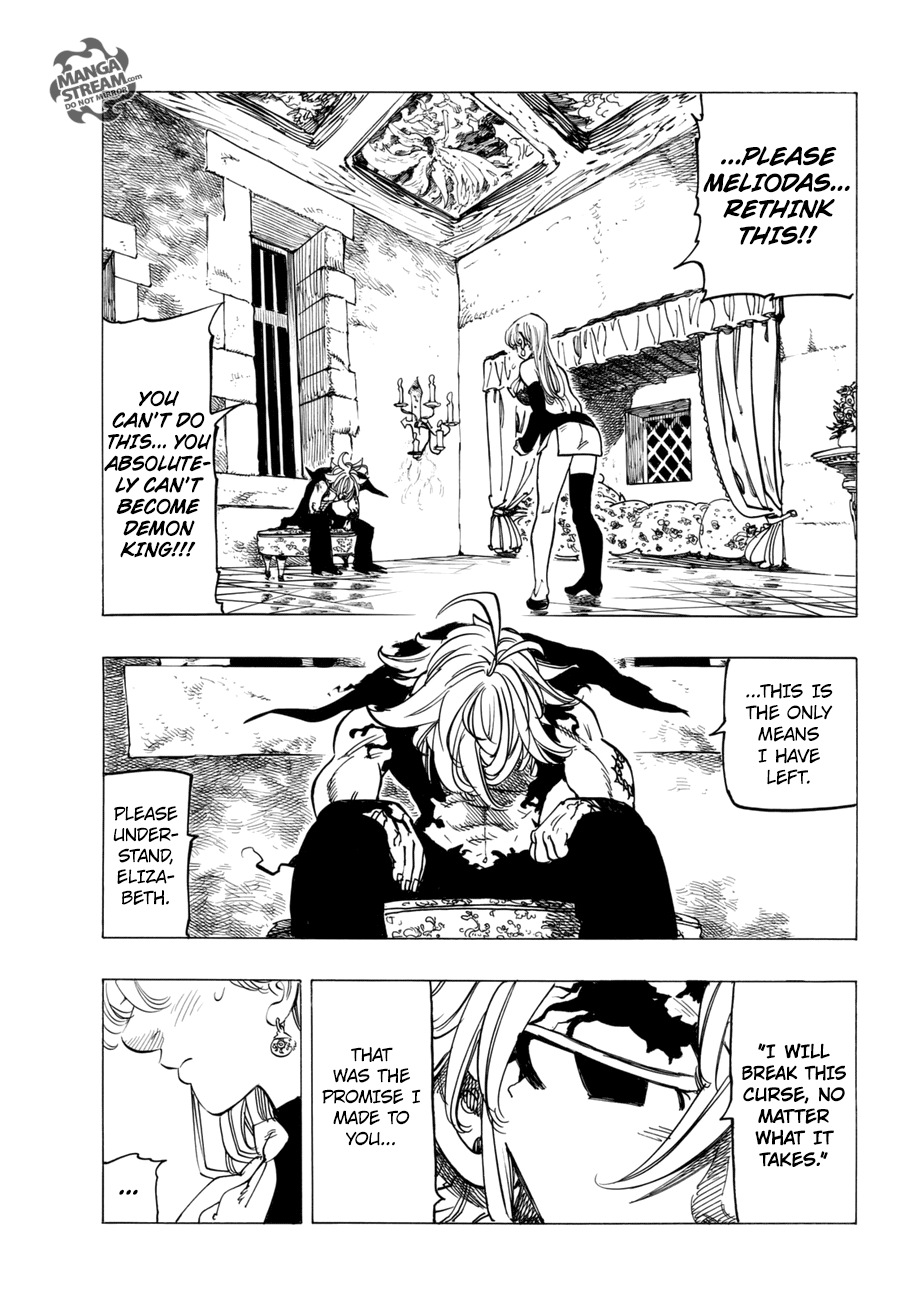 MANGA
STREAM.com
DO NOT MIRROR
...PLEASE
MELIODAS...
RETHINK
THIS!!
YOU
CAN'T DO
THIS... YOU
ABSOLUTE-
LY CAN'T
BECOME
DEMON
KING!!!
...THIS IS
THE ONLY
MEANS
I HAVE
LEFT.
PLEASE
UNDER-
STAND,
ELIZA-
BETH.
"I WILL
BREAK THIS
CURSE, NO
MATTER
WHAT IT
TAKES."
THAT
WAS THE
PROMISE I
MADE TO
YOU...
...